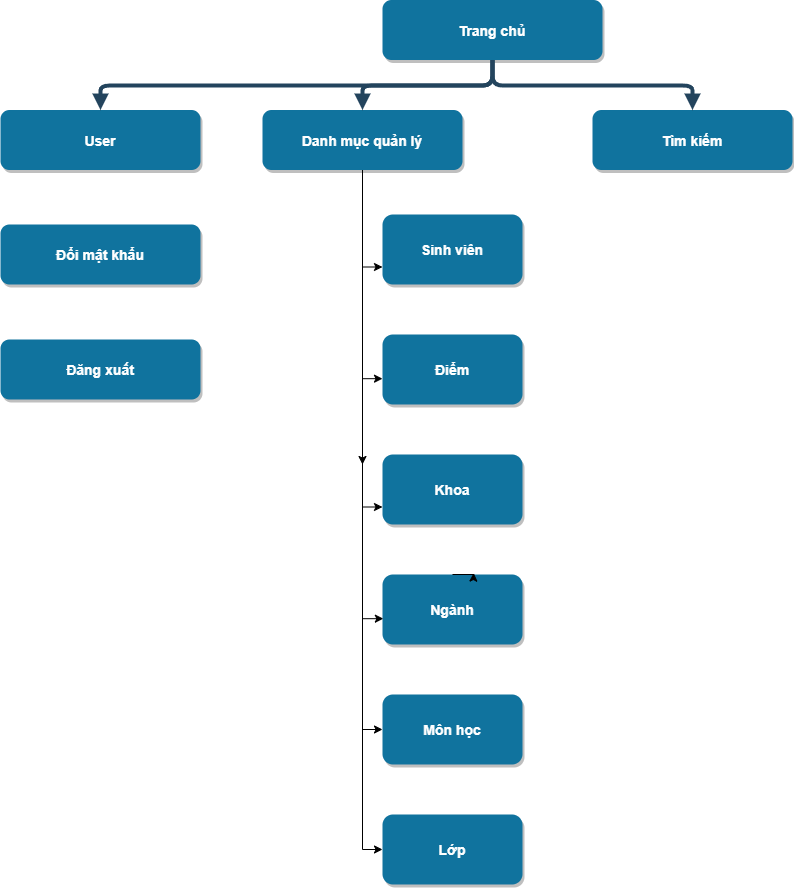 Trang chủ
User
Danh mục quản lý
Tìm kiếm
Đổi mật khẩu
Sinh viên
Đăng xuất
Điểm
Khoa
Ngành
Môn học
Lớp